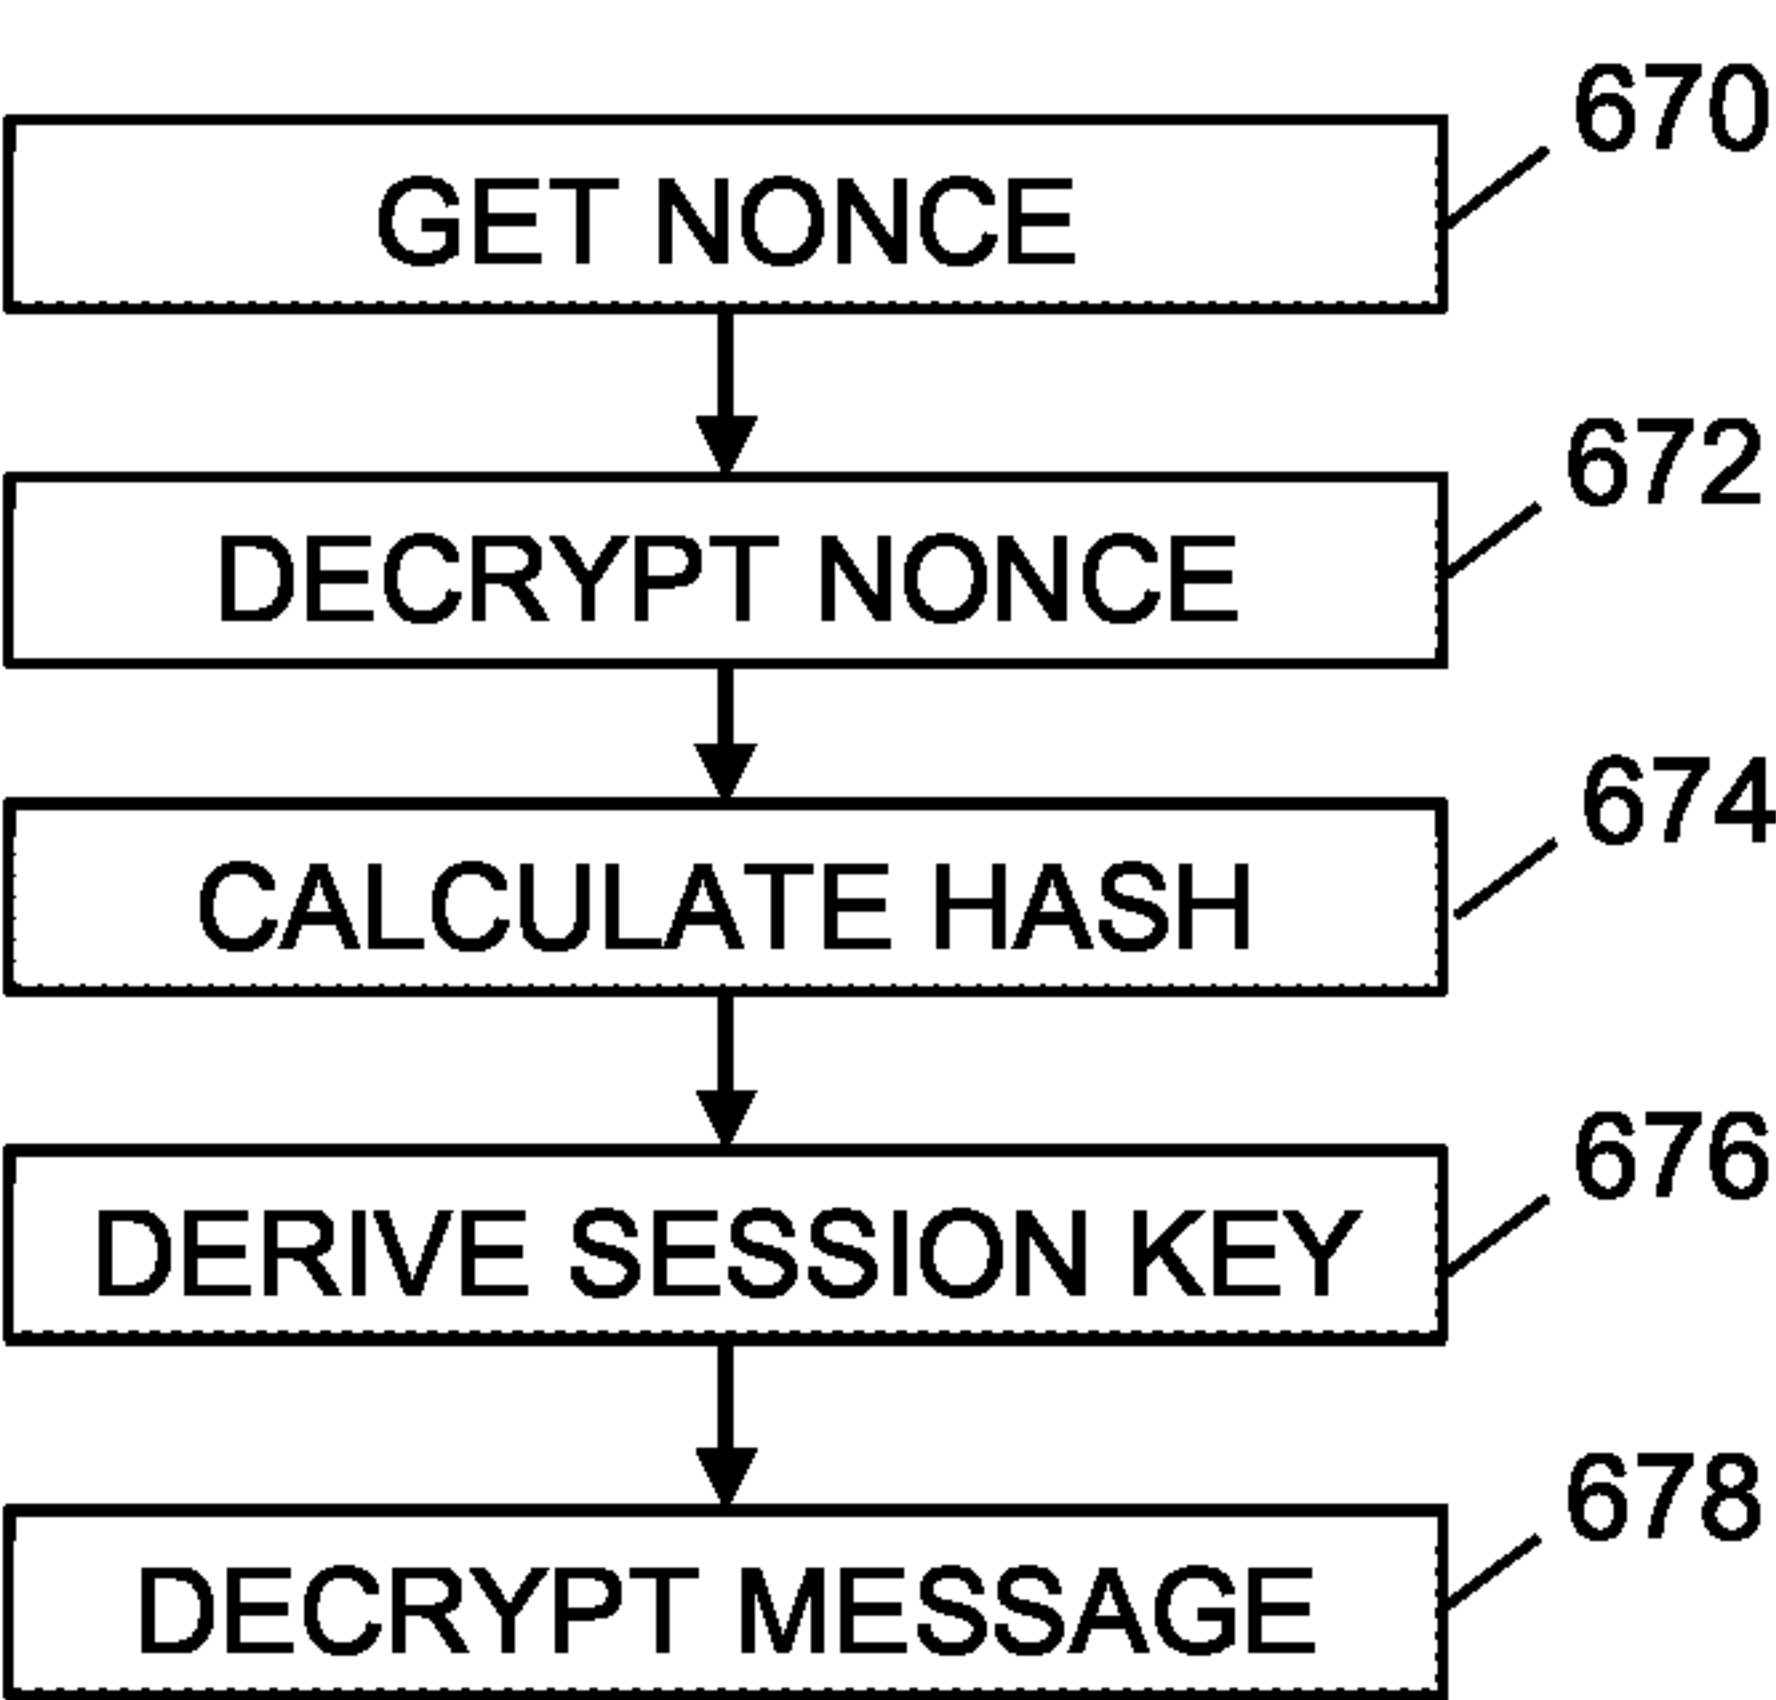 670
GET NONCE
672
DECRYPT NONCE
674
CALCULATE HASH
676
DERIVE SESSION KEY
678
DECRYPT MESSAGE